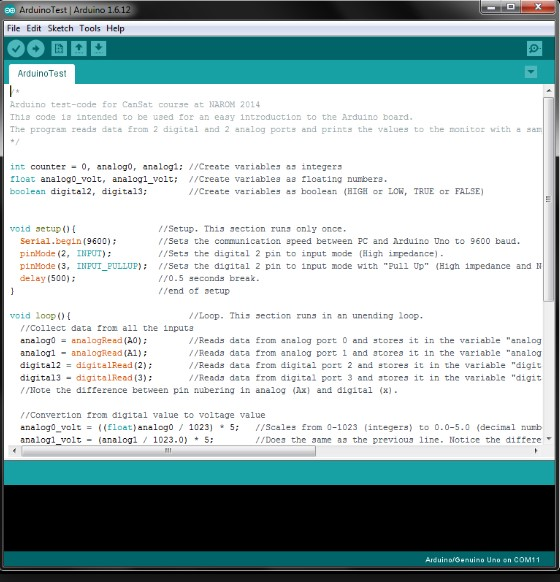 ArduinoTest | Arduino 1.6.12
File Edit Sketch Tools Help
ArduinoTest
/*
Arduino test-code for CanSat course at NAROM 2014
This code is intended to be used for an easy introduction to the Arduino board.
The program reads data from 2 digital and 2 analog ports and prints the values to the monitor with a sam
*/
int counter = 0, analog0, analog1; //Create variables as integers
float analog0_volt, analog1_volt; //Create variables as floating numbers.
boolean digital2, digital3; //Create variables as boolean (HIGH or LOW, TRUE or FALSE)
void setup(){ //Setup. This section runs only once.
Serial.begin(9600); //Sets the communication speed between PC and Arduino Uno to 9600 baud.
pinMode(2, INPUT); //Sets the digital 2 pin to input mode (High impedance).
pinMode(3, INPUT_PULLUP); //Sets the digital 2 pin to input mode with "Pull Up" (High impedance and N
delay(500); //0.5 seconds break.
} //end of setup
void loop(){ //Loop. This section runs in an unending loop.
//Collect data from all the inputs
analog0 = analogRead(A0); //Reads data from analog port 0 and stores it in the variable "analog
analog1 = analogRead(A1); //Reads data from analog port 1 and stores it in the variable "analog
digital2 = digitalRead(2); //Reads data from digital port 2 and stores it in the variable "digit
digital3 = digitalRead(3); //Reads data from digital port 3 and stores it in the variable "digit
//Note the difference between pin nubering in analog (Ax) and digital (x).
//Convertion from digital value to voltage value
analog0_volt = ((float)analog0 / 1023) * 5; //Scales from 0-1023 (integers) to 0.0-5.0 (decimal numb
analog1_volt = (analog1 / 1023.0) * 5; //Does the same as the previous line. Notice the differe
Arduino/Genuino Uno on COM11